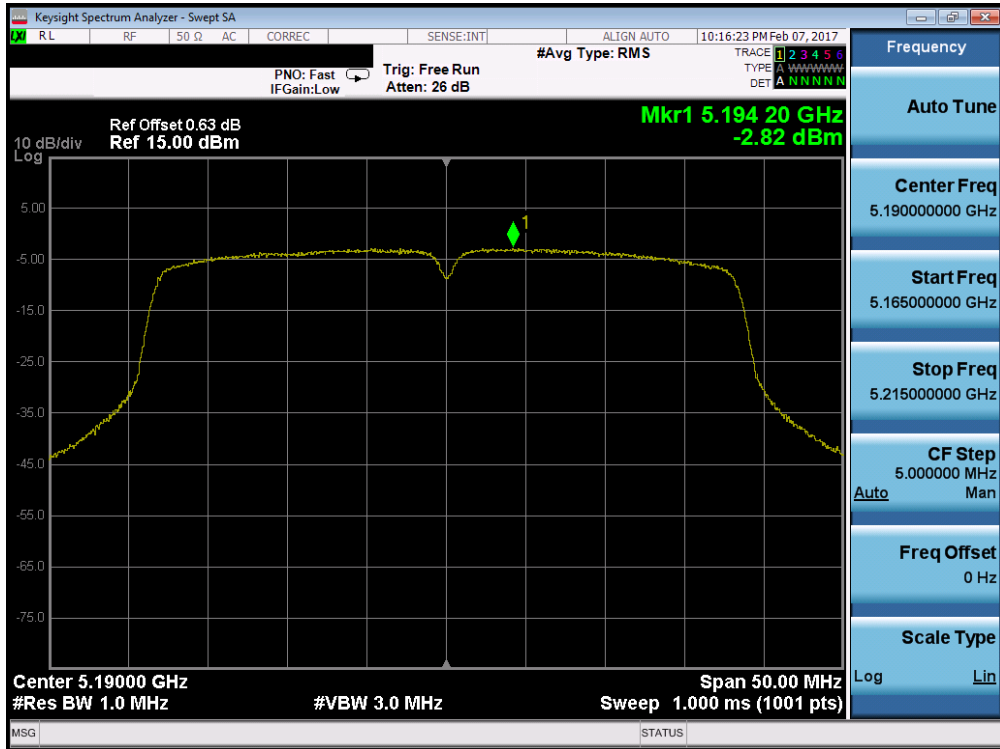 Keysight Spectrum Analyzer - Swept SA
LXI RL RF 50 Ω AC CORREC SENSE:INT ALIGN AUTO 10:16:23 PM Feb 07, 2017
#Avg Type: RMS
TRACE 1 2 3 4 5 6
PNO: Fast Trig: Free Run
TYPE A WWWWW
IFGain:Low Atten: 26 dB
DET A N N N N N
Mkr1 5.194 20 GHz
-2.82 dBm
Ref Offset 0.63 dB
10 dB/div Ref 15.00 dBm
Log
5.00
1
-5.00
-15.0
-25.0
-35.0
-45.0
-55.0
-65.0
-75.0
Center 5.19000 GHz Span 50.00 MHz
#Res BW 1.0 MHz #VBW 3.0 MHz Sweep 1.000 ms (1001 pts)
MSG STATUS
Frequency
Auto Tune
Center Freq
5.190000000 GHz
Start Freq
5.165000000 GHz
Stop Freq
5.215000000 GHz
CF Step
5.000000 MHz
Auto Man
Freq Offset
0 Hz
Scale Type
Log Lin